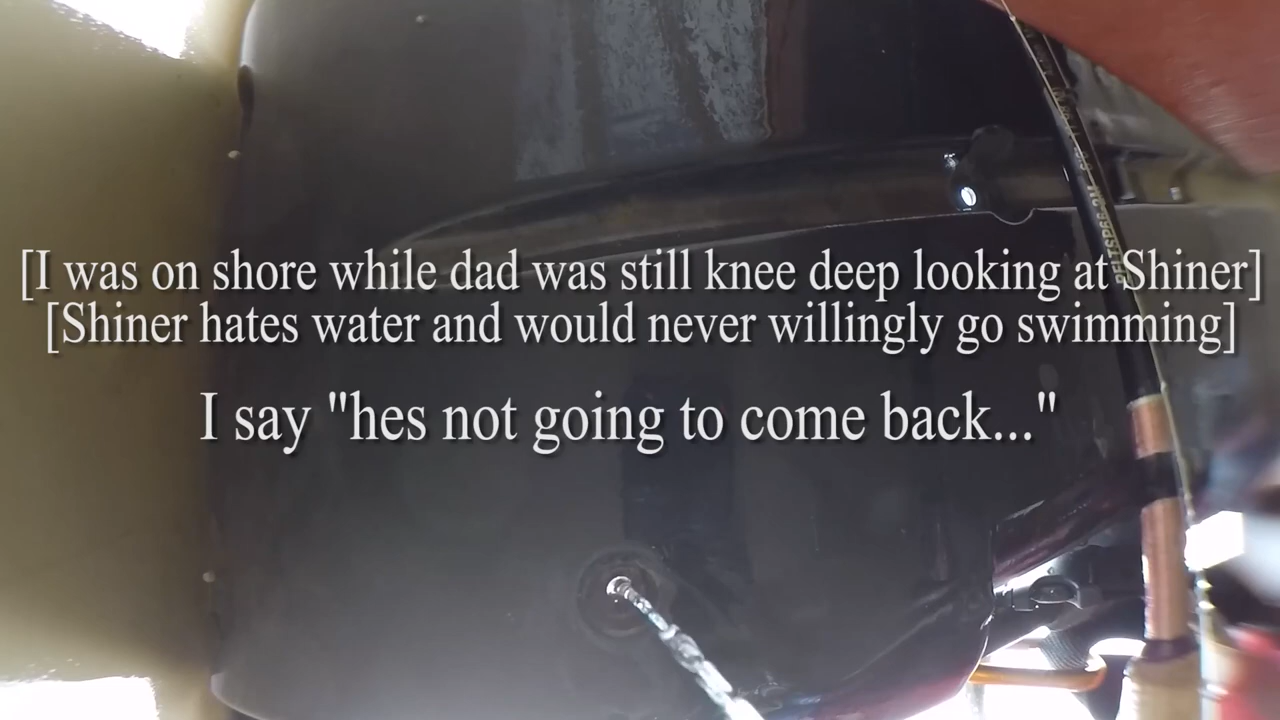 [I was on shore while dad was still knee deep looking at Shiner]
[Shiner hates water and would never willingly go swimming]
I say "hes not going to come back..."